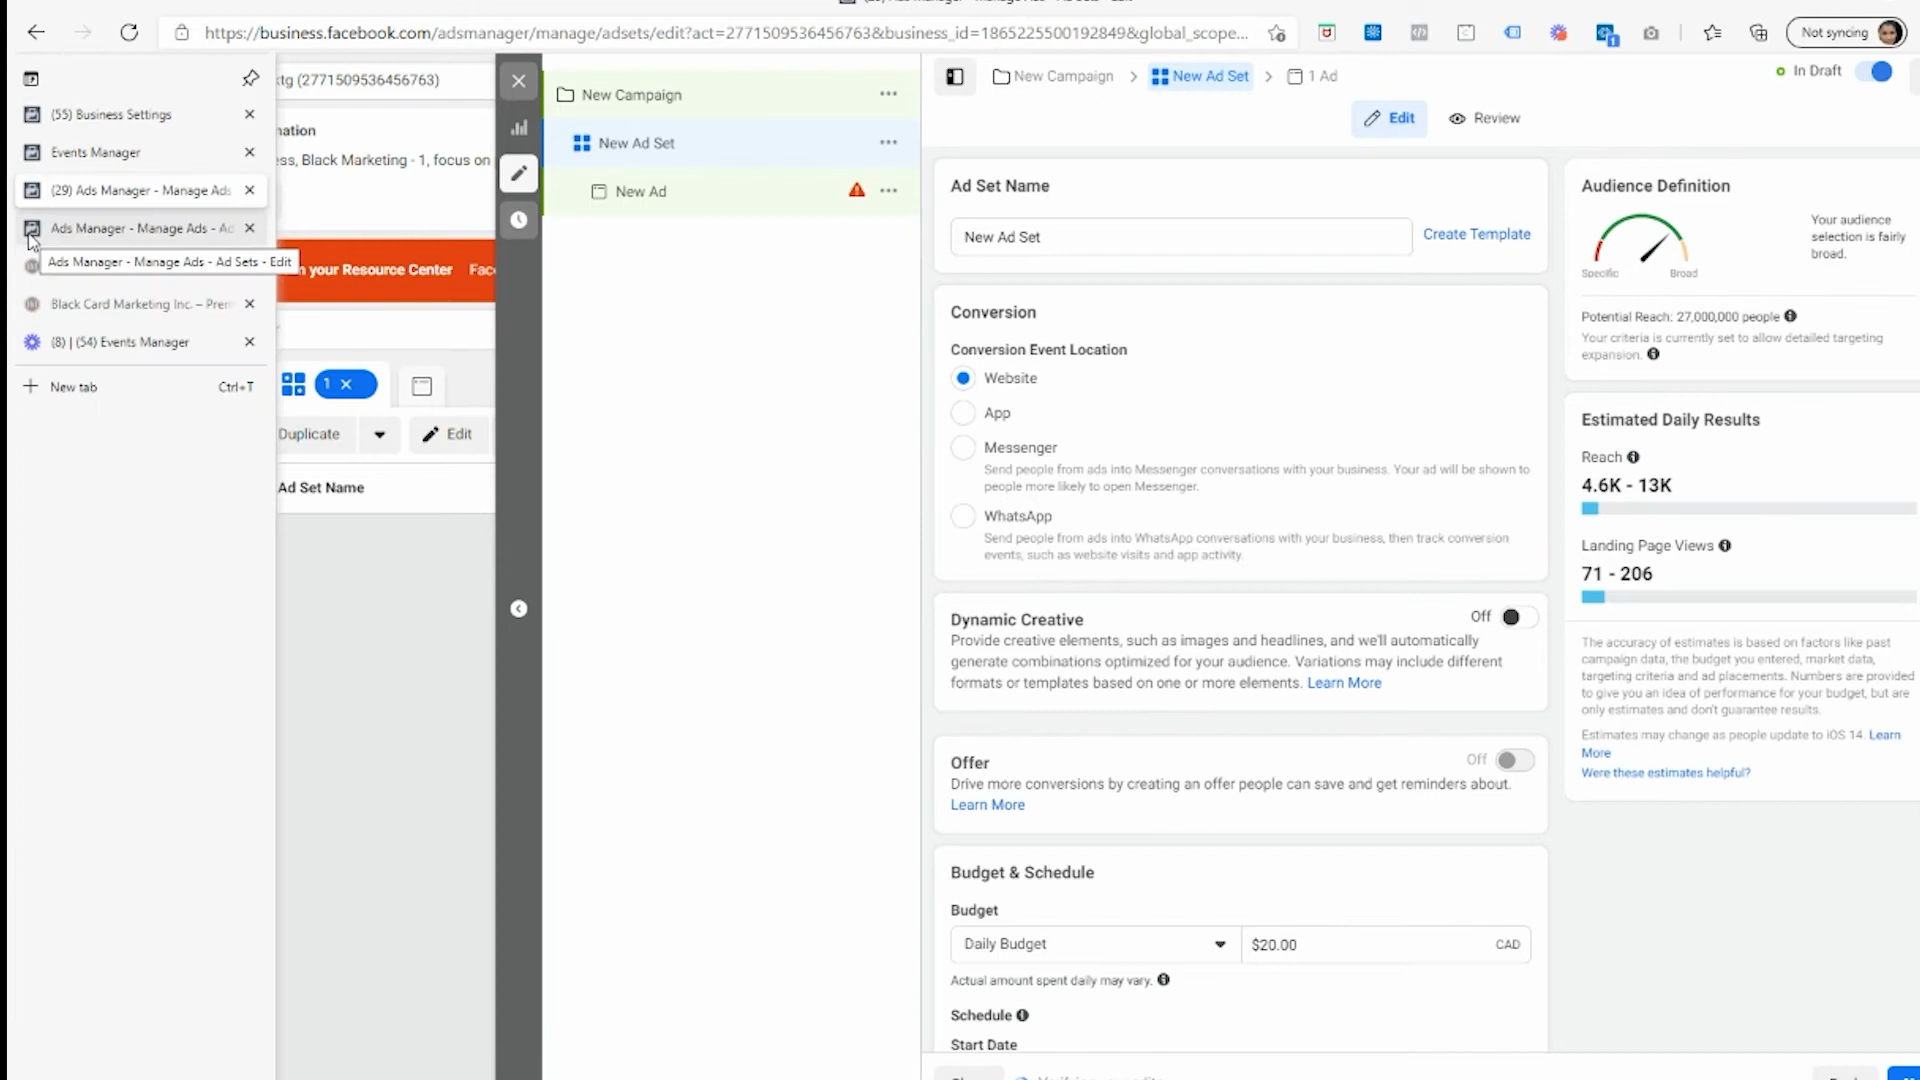 https://business.facebook.com/adsmanager/manage/adsets/edit?act=2771509536456763&business_id=1865225500192849&global_scope...
Not syncing
(55) Business Settings
Events Manager
(29) Ads Manager - Manage Ads
Ads Manager - Manage Ads - Ad
Ads Manager - Manage Ads - Ad Sets - Edit
Black Card Marketing Inc. – Prem
(8) | (54) Events Manager
New tab
Ctrl+T
ktg (2771509536456763)
nation
ess, Black Marketing - 1, focus on
n your Resource Center
Fac
1
Duplicate
Edit
Ad Set Name
New Campaign
New Ad Set
New Ad
New Campaign
New Ad Set
1 Ad
In Draft
Edit
Review
Ad Set Name
New Ad Set
Create Template
Conversion
Conversion Event Location
Website
App
Messenger
Send people from ads into Messenger conversations with your business. Your ad will be shown to
people more likely to open Messenger.
WhatsApp
Send people from ads into WhatsApp conversations with your business, then track conversion
events, such as website visits and app activity.
Dynamic Creative
Off
Provide creative elements, such as images and headlines, and we'll automatically
generate combinations optimized for your audience. Variations may include different
formats or templates based on one or more elements. Learn More
Offer
Off
Drive more conversions by creating an offer people can save and get reminders about.
Learn More
Budget & Schedule
Budget
Daily Budget
$20.00
CAD
Actual amount spent daily may vary.
Schedule
Start Date
Audience Definition
Specific
Broad
Your audience
selection is fairly
broad.
Potential Reach: 27,000,000 people
Your criteria is currently set to allow detailed targeting
expansion.
Estimated Daily Results
Reach
4.6K - 13K
Landing Page Views
71 - 206
The accuracy of estimates is based on factors like past
campaign data, the budget you entered, market data,
targeting criteria and ad placements. Numbers are provided
to give you an idea of performance for your budget, but are
only estimates and don't guarantee results.
Estimates may change as people update to iOS 14. Learn
More
Were these estimates helpful?